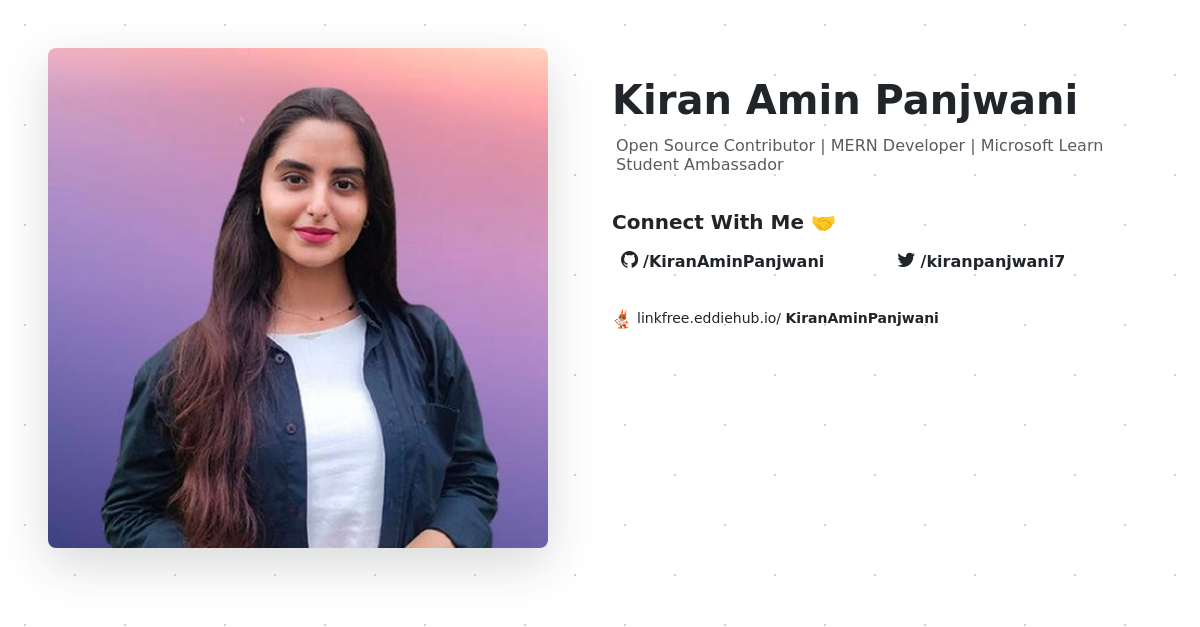 Kiran Amin Panjwani
Open Source Contributor | MERN Developer | Microsoft Learn
Student Ambassador
Connect With Me 🤝
/KiranAminPanjwani
/kiranpanjwani7
linkfree.eddiehub.io/ KiranAminPanjwani